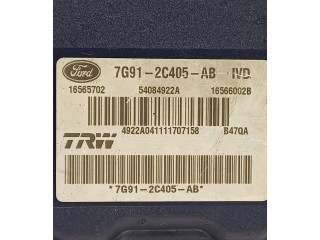 Ford 7G91-2C405-AB IVD
16565702 54084922A 16566002B
4922A041111707158 B47QA
TRW
*7G91-2C405-AB*